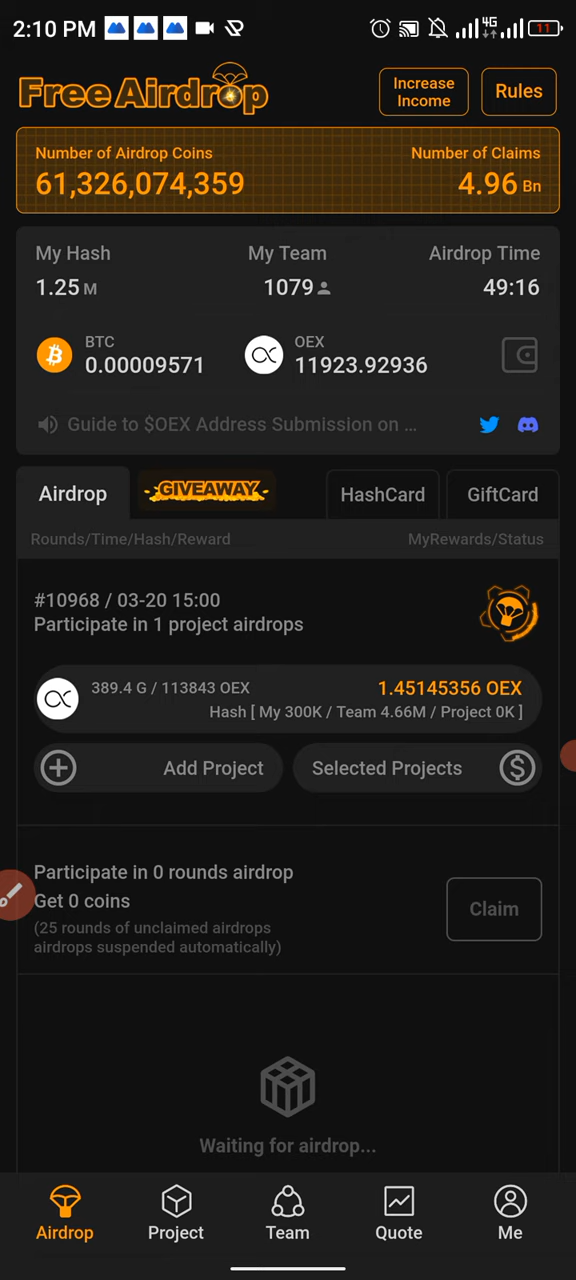 2:10 PM
4G
11
Free Airdrop
Increase
Income
Rules
Number of Airdrop Coins
Number of Claims
61,326,074,359
4.96 Bn
My Hash
My Team
Airdrop Time
1.25 M
1079
49:16
BTC
0.00009571
OEX
11923.92936
Guide to $OEX Address Submission on ...
Airdrop
GIVEAWAY
HashCard
GiftCard
Rounds/Time/Hash/Reward
MyRewards/Status
#10968 / 03-20 15:00
Participate in 1 project airdrops
389.4 G / 113843 OEX
1.45145356 OEX
Hash [ My 300K / Team 4.66M / Project 0K ]
Add Project
Selected Projects
Participate in 0 rounds airdrop
Get 0 coins
(25 rounds of unclaimed airdrops
airdrops suspended automatically)
Claim
Waiting for airdrop...
Airdrop
Project
Team
Quote
Me